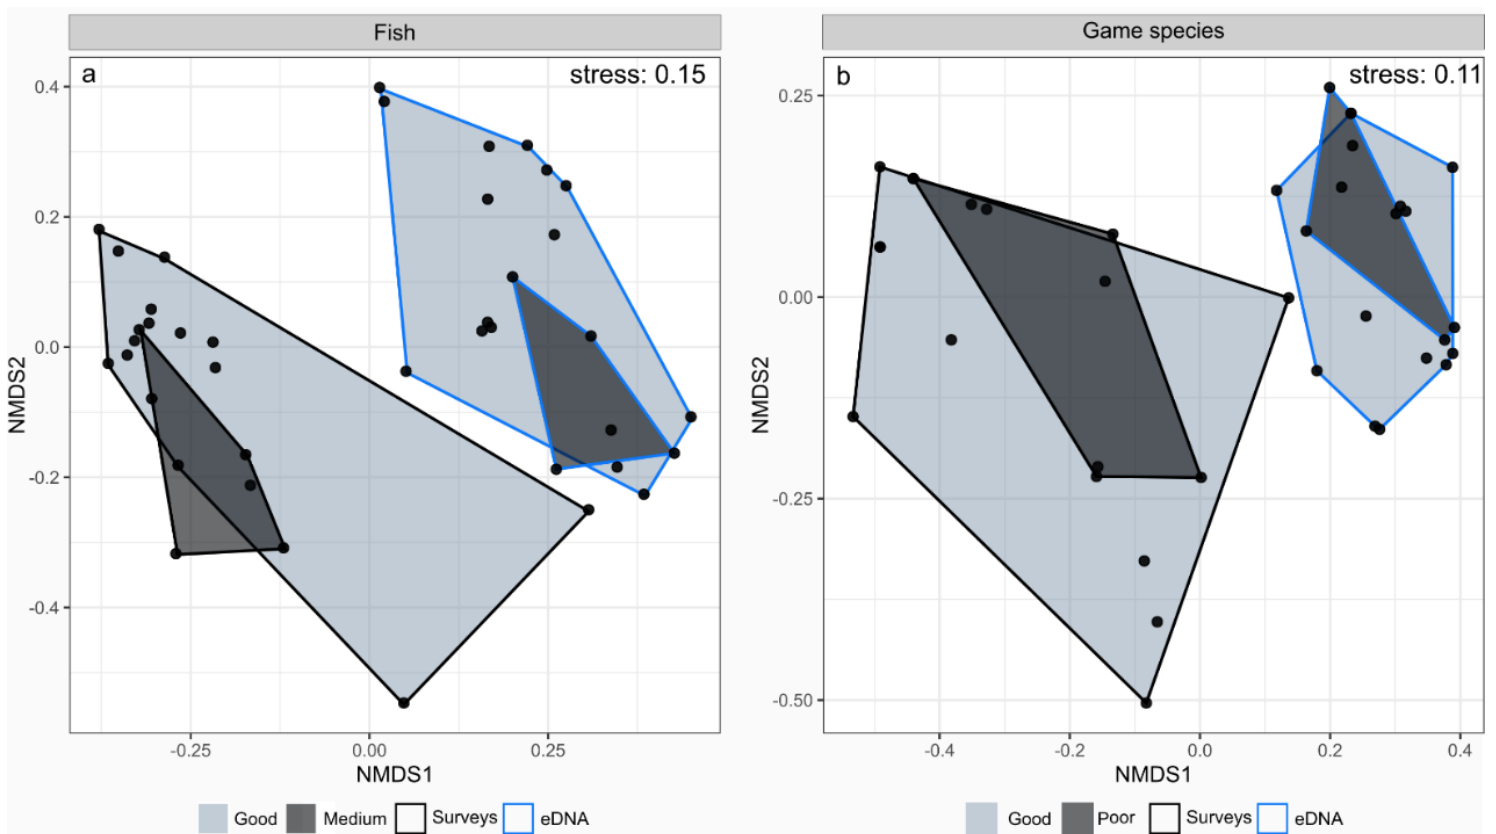 Fish
a
stress: 0.15
0.4
0.2
0.0
-0.2
-0.4
NMDS2
-0.25
0.00
0.25
NMDS1
Good
Medium
Surveys
eDNA
Game species
b
stress: 0.11
0.25
0.00
-0.25
-0.50
NMDS2
-0.4
-0.2
0.0
0.2
0.4
NMDS1
Good
Poor
Surveys
eDNA